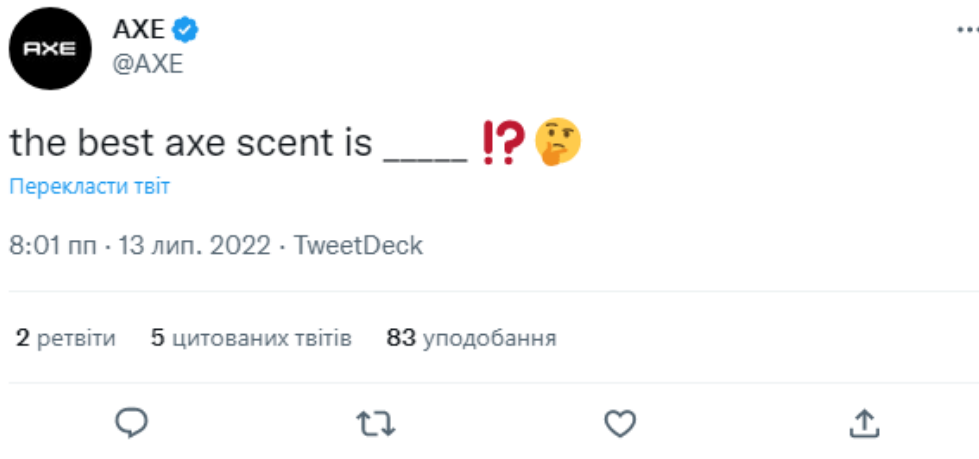 AXE
AXE
@AXE
the best axe scent is _____ ⁉️🤔
Перекласти твіт
8:01 пп · 13 лип. 2022 · TweetDeck
2 ретвіти 5 цитованих твітів 83 уподобання